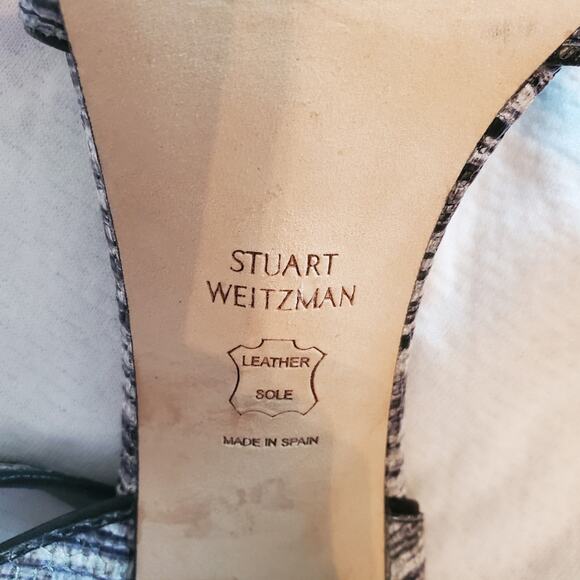 STUART
WEITZMAN
LEATHER
SOLE
MADE IN SPAIN